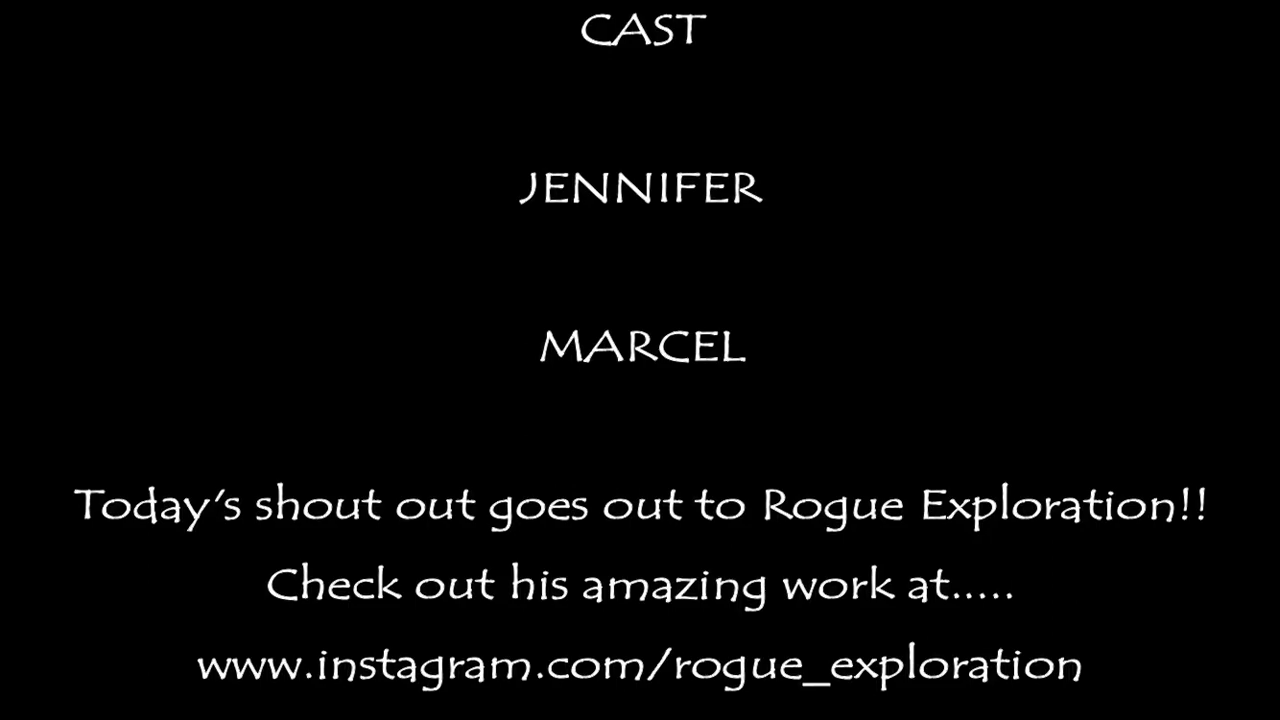 CAST
JENNIFER
MARCEL
Today's shout out goes out to Rogue Exploration!!
Check out his amazing work at.....
www.instagram.com/rogue_exploration